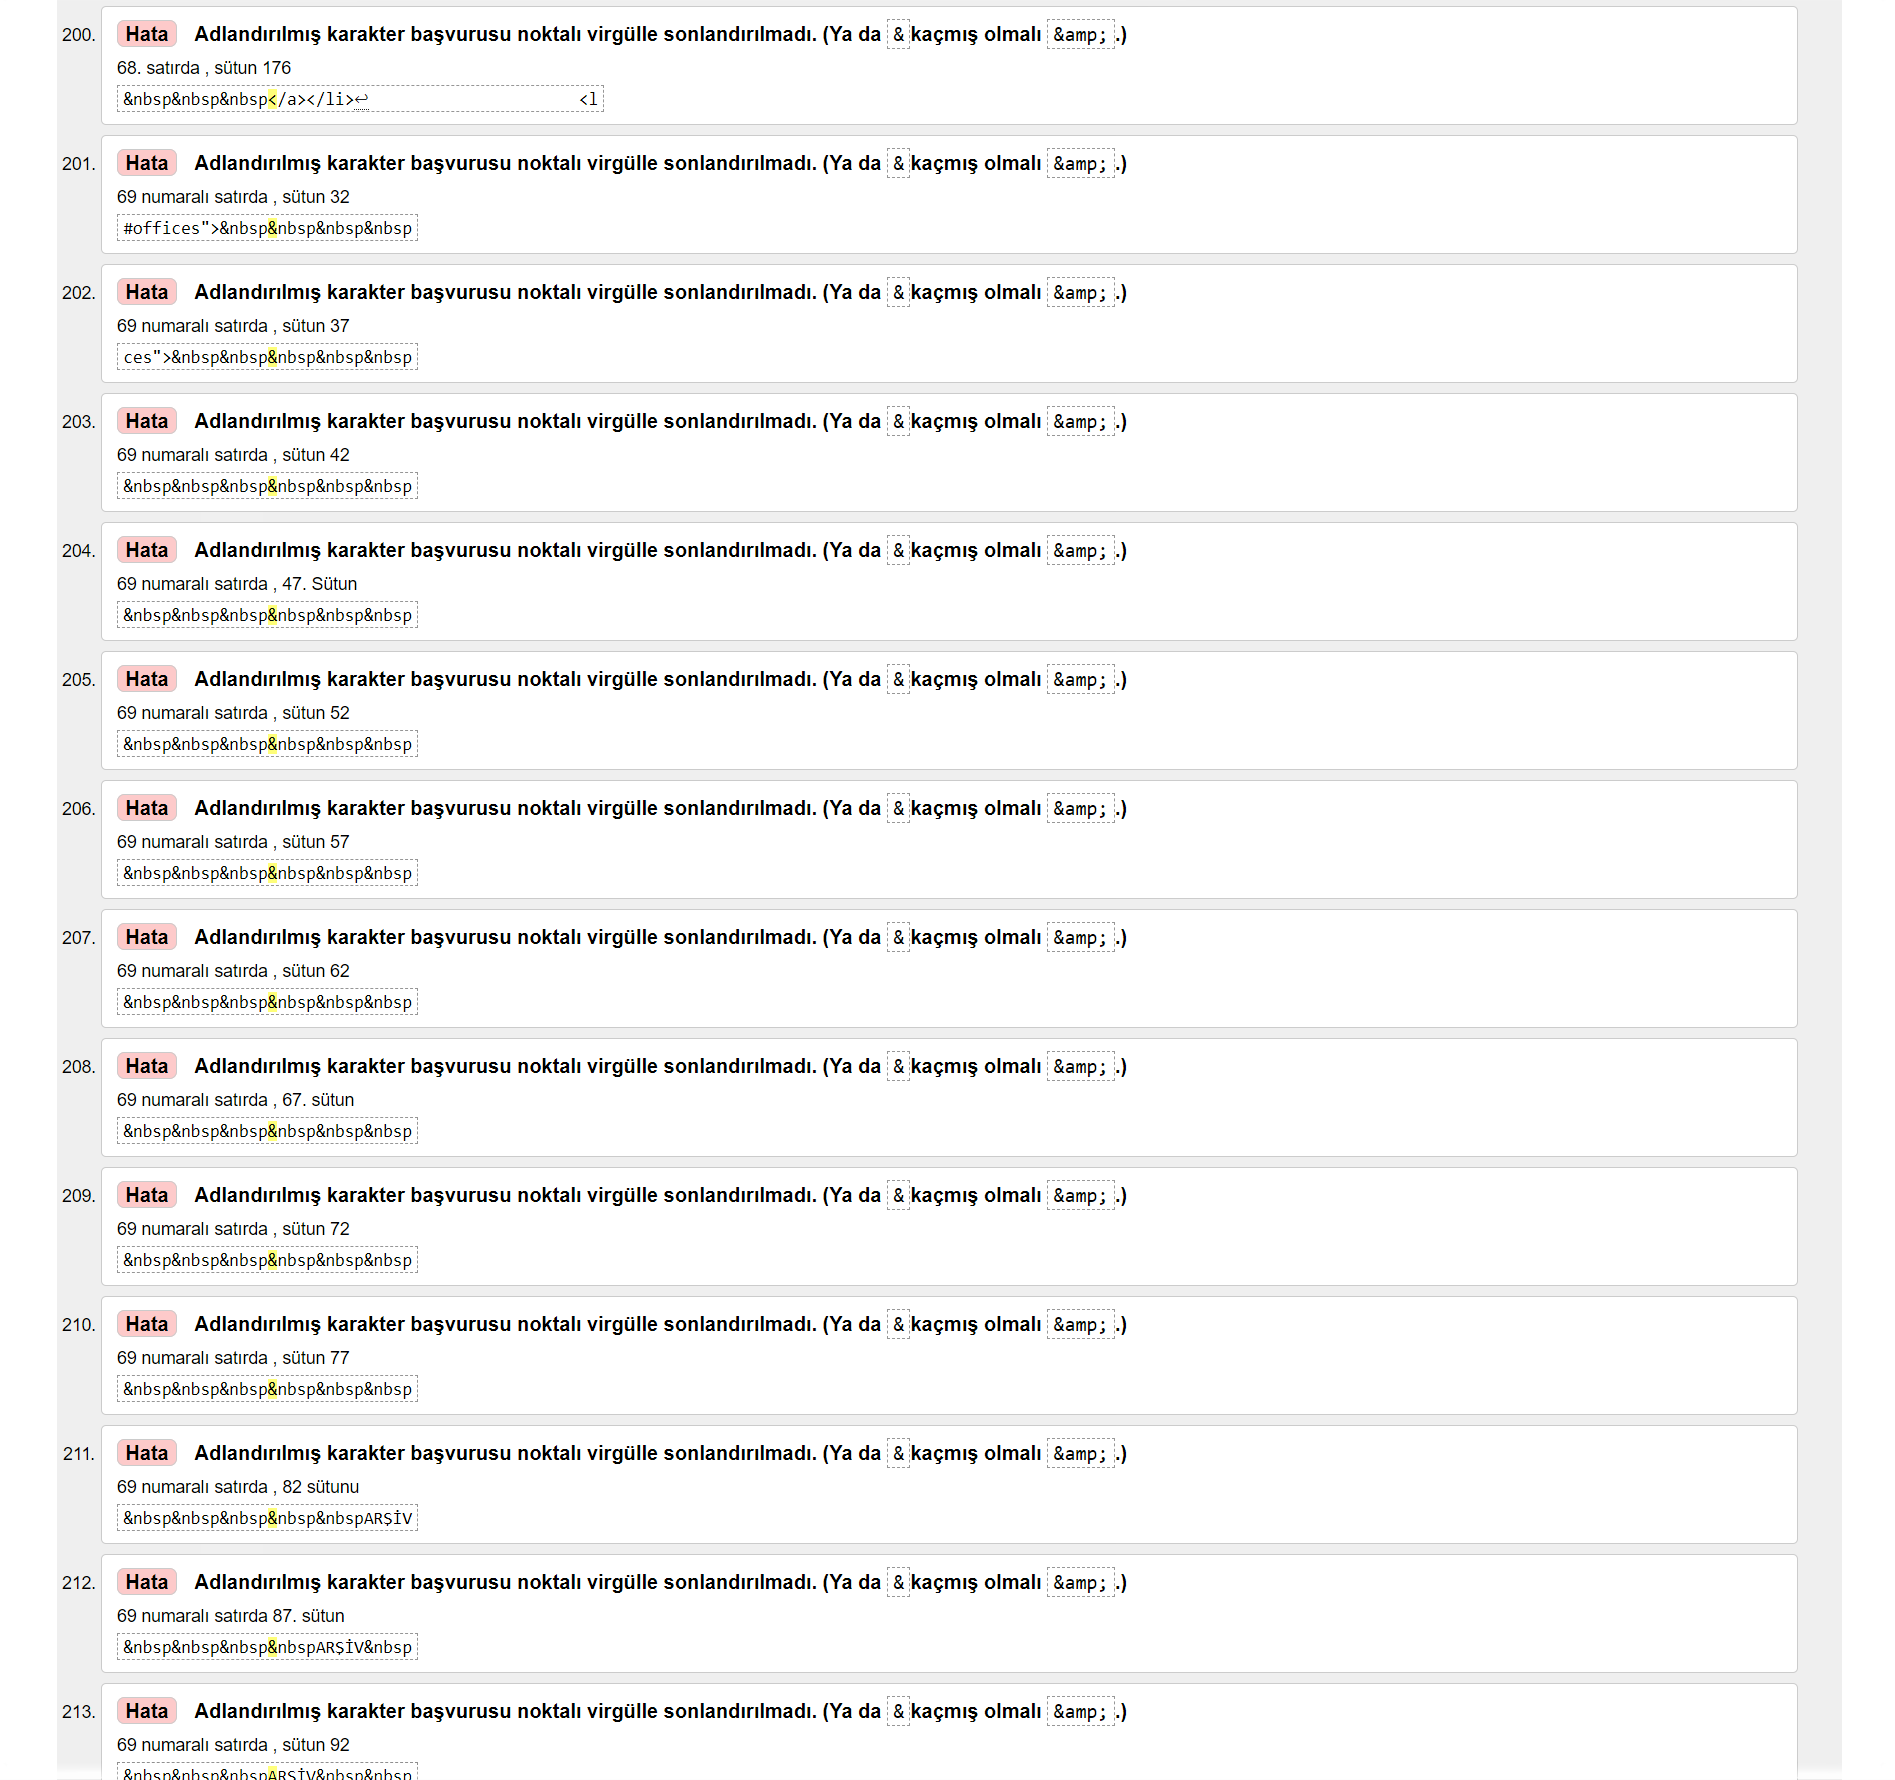 200. Hata Adlandırılmış karakter başvurusu noktalı virgülle sonlandırılmadı. (Ya da & kaçmış olmalı &amp; .)
68. satırda , sütun 176
&nbsp&nbsp&nbsp</a></li>↩ <l
201. Hata Adlandırılmış karakter başvurusu noktalı virgülle sonlandırılmadı. (Ya da & kaçmış olmalı &amp; .)
69 numaralı satırda , sütun 32
#offices">&nbsp&nbsp&nbsp&nbsp
202. Hata Adlandırılmış karakter başvurusu noktalı virgülle sonlandırılmadı. (Ya da & kaçmış olmalı &amp; .)
69 numaralı satırda , sütun 37
ces">&nbsp&nbsp&nbsp&nbsp&nbsp
203. Hata Adlandırılmış karakter başvurusu noktalı virgülle sonlandırılmadı. (Ya da & kaçmış olmalı &amp; .)
69 numaralı satırda , sütun 42
&nbsp&nbsp&nbsp&nbsp&nbsp&nbsp
204. Hata Adlandırılmış karakter başvurusu noktalı virgülle sonlandırılmadı. (Ya da & kaçmış olmalı &amp; .)
69 numaralı satırda , 47. Sütun
&nbsp&nbsp&nbsp&nbsp&nbsp&nbsp
205. Hata Adlandırılmış karakter başvurusu noktalı virgülle sonlandırılmadı. (Ya da & kaçmış olmalı &amp; .)
69 numaralı satırda , sütun 52
&nbsp&nbsp&nbsp&nbsp&nbsp&nbsp
206. Hata Adlandırılmış karakter başvurusu noktalı virgülle sonlandırılmadı. (Ya da & kaçmış olmalı &amp; .)
69 numaralı satırda , sütun 57
&nbsp&nbsp&nbsp&nbsp&nbsp&nbsp
207. Hata Adlandırılmış karakter başvurusu noktalı virgülle sonlandırılmadı. (Ya da & kaçmış olmalı &amp; .)
69 numaralı satırda , sütun 62
&nbsp&nbsp&nbsp&nbsp&nbsp&nbsp
208. Hata Adlandırılmış karakter başvurusu noktalı virgülle sonlandırılmadı. (Ya da & kaçmış olmalı &amp; .)
69 numaralı satırda , 67. sütun
&nbsp&nbsp&nbsp&nbsp&nbsp&nbsp
209. Hata Adlandırılmış karakter başvurusu noktalı virgülle sonlandırılmadı. (Ya da & kaçmış olmalı &amp; .)
69 numaralı satırda , sütun 72
&nbsp&nbsp&nbsp&nbsp&nbsp&nbsp
210. Hata Adlandırılmış karakter başvurusu noktalı virgülle sonlandırılmadı. (Ya da & kaçmış olmalı &amp; .)
69 numaralı satırda , sütun 77
&nbsp&nbsp&nbsp&nbsp&nbsp&nbsp
211. Hata Adlandırılmış karakter başvurusu noktalı virgülle sonlandırılmadı. (Ya da & kaçmış olmalı &amp; .)
69 numaralı satırda , 82 sütunu
&nbsp&nbsp&nbsp&nbsp&nbspARŞİV
212. Hata Adlandırılmış karakter başvurusu noktalı virgülle sonlandırılmadı. (Ya da & kaçmış olmalı &amp; .)
69 numaralı satırda 87. sütun
&nbsp&nbsp&nbsp&nbspARŞİV&nbsp
213. Hata Adlandırılmış karakter başvurusu noktalı virgülle sonlandırılmadı. (Ya da & kaçmış olmalı &amp; .)
69 numaralı satırda , sütun 92
&nbsp&nbsp&nbspARŞİV&nbsp&nbsp